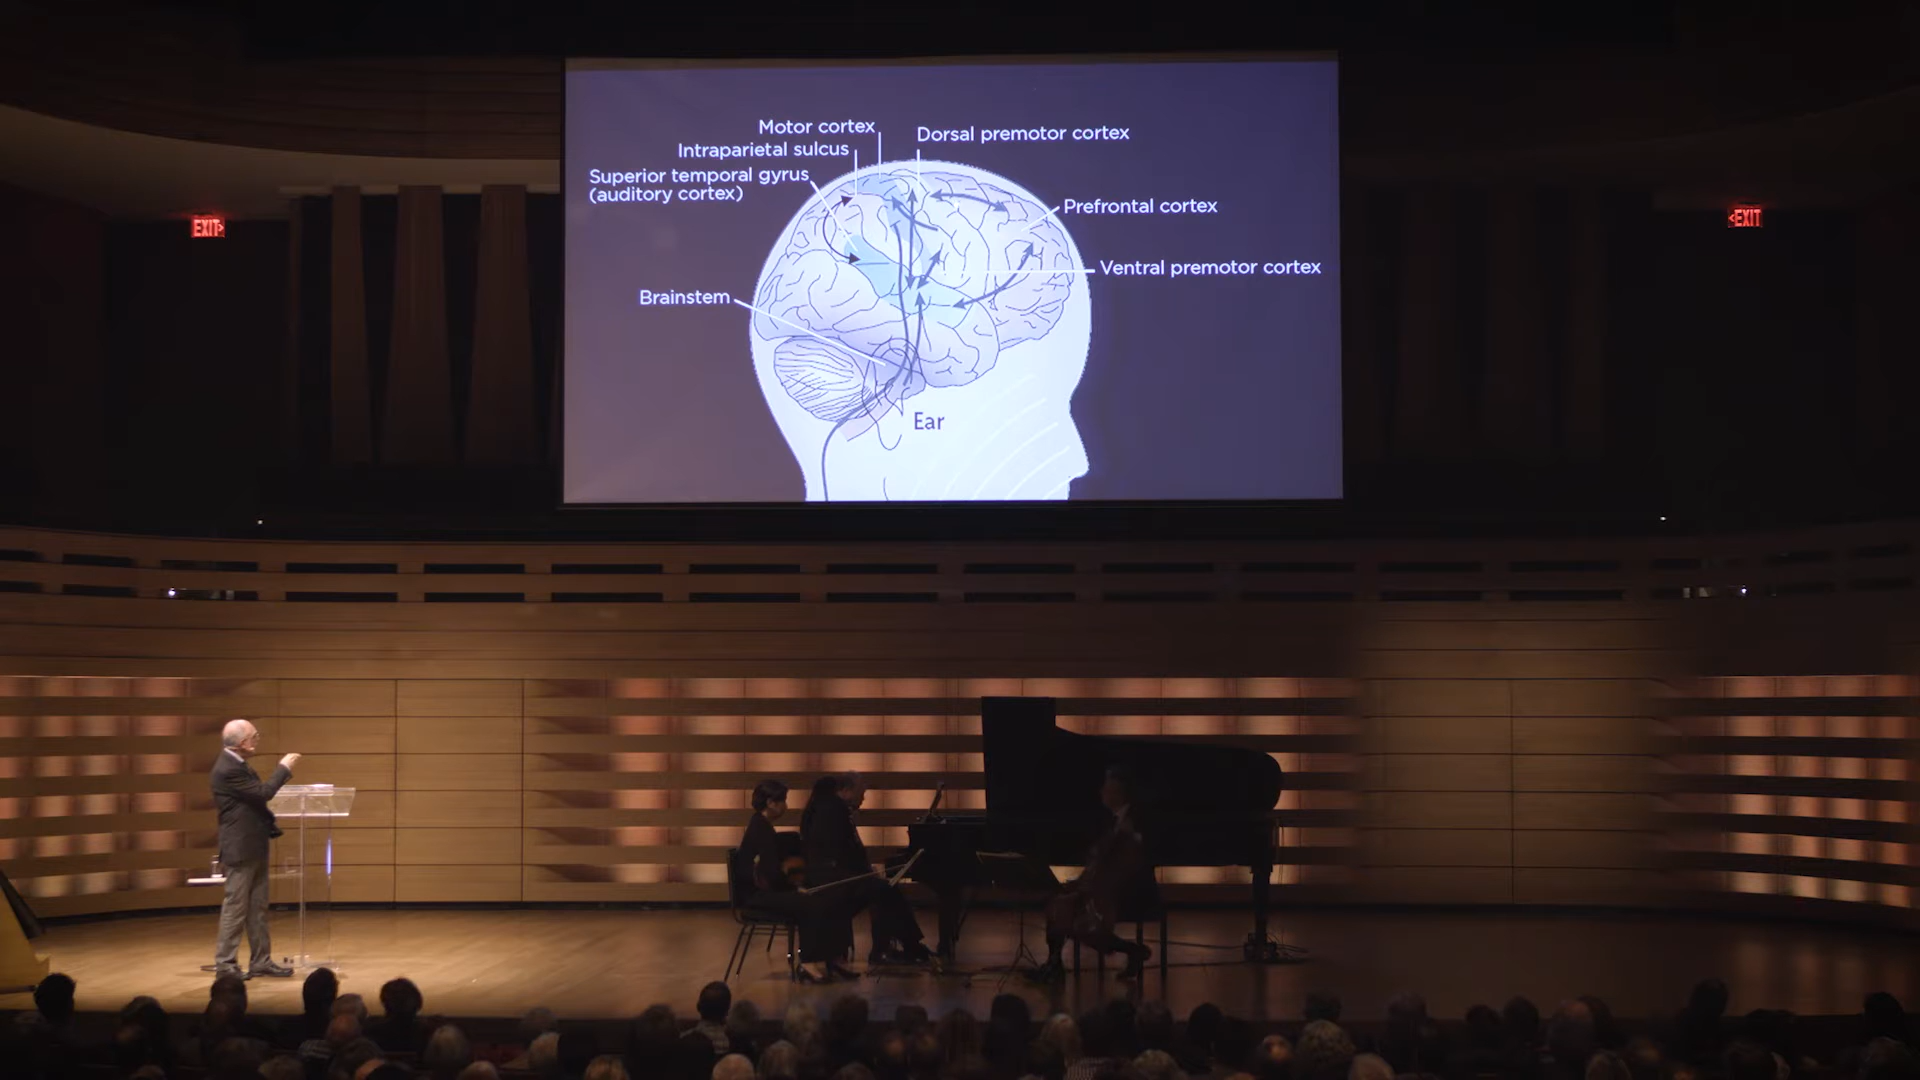 Motor cortex
Dorsal premotor cortex
Intraparietal sulcus
Superior temporal gyrus
(auditory cortex)
Prefrontal cortex
EXIT
EXIT
Ventral premotor cortex
Brainstem
Ear